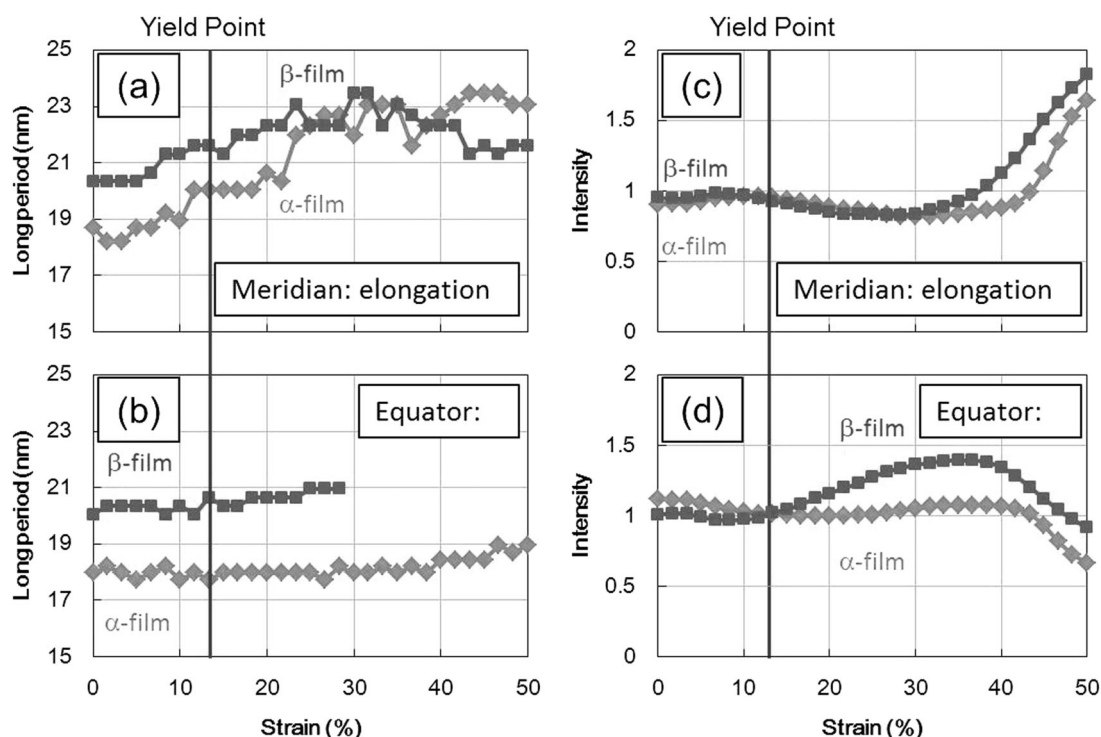 Yield Point
25
23
21
19
17
15
Longperiod (nm)
(a)
β-film
α-film
Meridian: elongation
Yield Point
2
1.5
1
0.5
0
Intensity
(c)
β-film
α-film
Meridian: elongation
25
23
21
19
17
15
Longperiod (nm)
(b)
Equator:
β-film
α-film
0 10 20 30 40 50
Strain (%)
2
1.5
1
0.5
0
Intensity
(d)
Equator:
β-film
α-film
0 10 20 30 40 50
Strain (%)